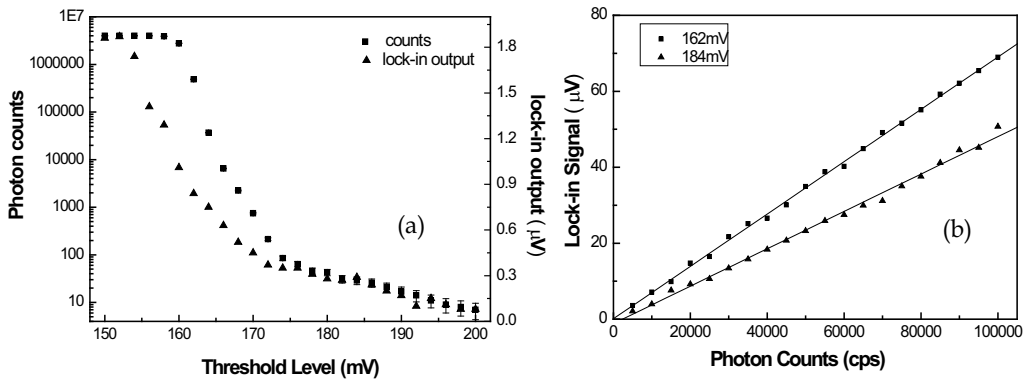 1E7
1000000
100000
10000
1000
100
10
Photon counts
counts
lock-in output
(a)
1.8
1.5
1.2
0.9
0.6
0.3
0.0
lock-in output (μV)
150 160 170 180 190 200
Threshold Level (mV)
80
60
40
20
0
Lock-in Signal ( μV)
162mV
184mV
(b)
0 20000 40000 60000 80000 100000
Photon Counts (cps)